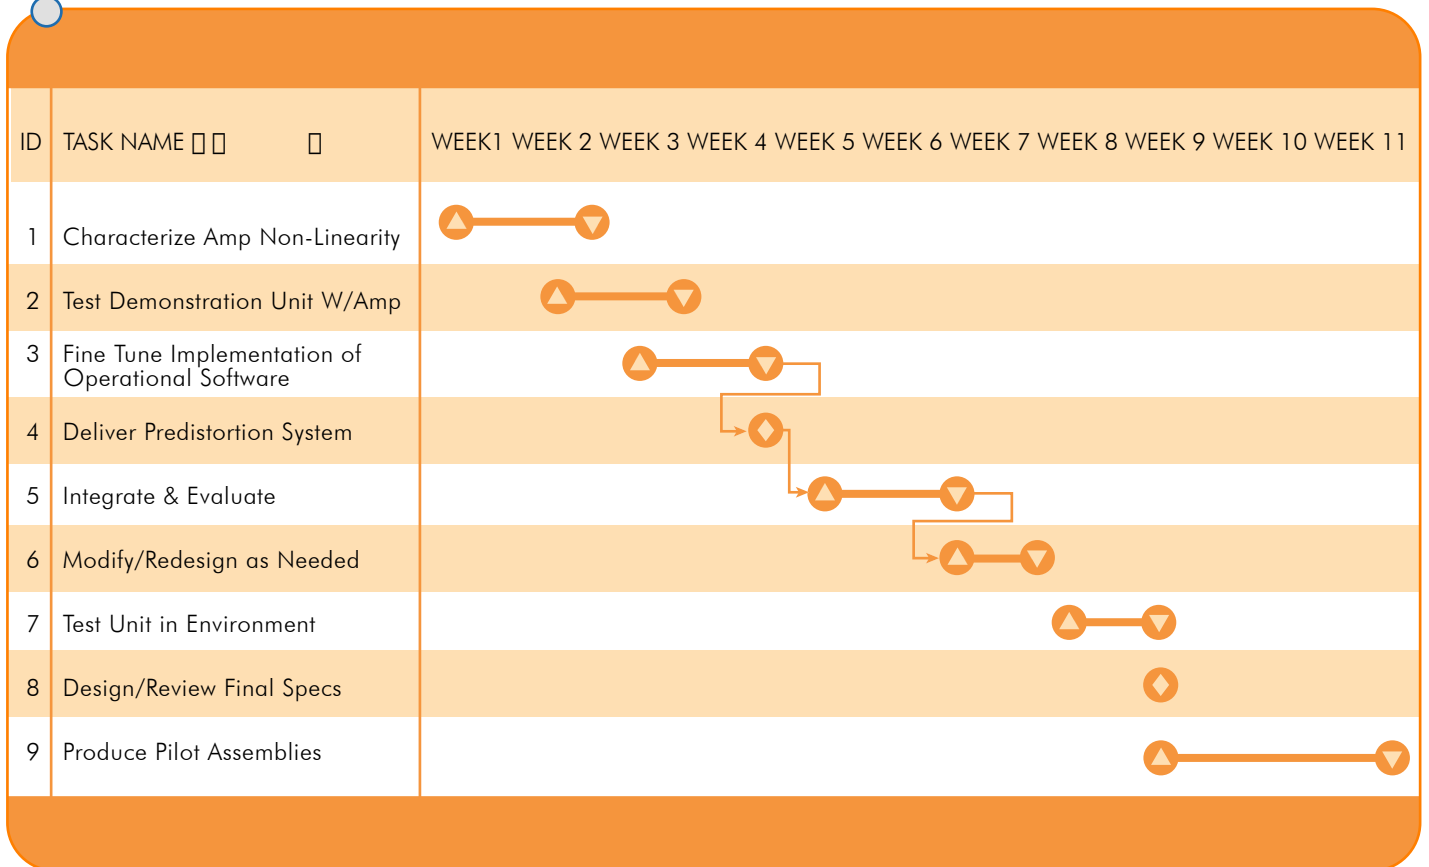 ID TASK NAME WEEK1 WEEK 2 WEEK 3 WEEK 4 WEEK 5 WEEK 6 WEEK 7 WEEK 8 WEEK 9 WEEK 10 WEEK 11
1 Characterize Amp Non-Linearity
2 Test Demonstration Unit W/Amp
3 Fine Tune Implementation of
Operational Software
4 Deliver Predistortion System
5 Integrate & Evaluate
6 Modify/Redesign as Needed
7 Test Unit in Environment
8 Design/Review Final Specs
9 Produce Pilot Assemblies